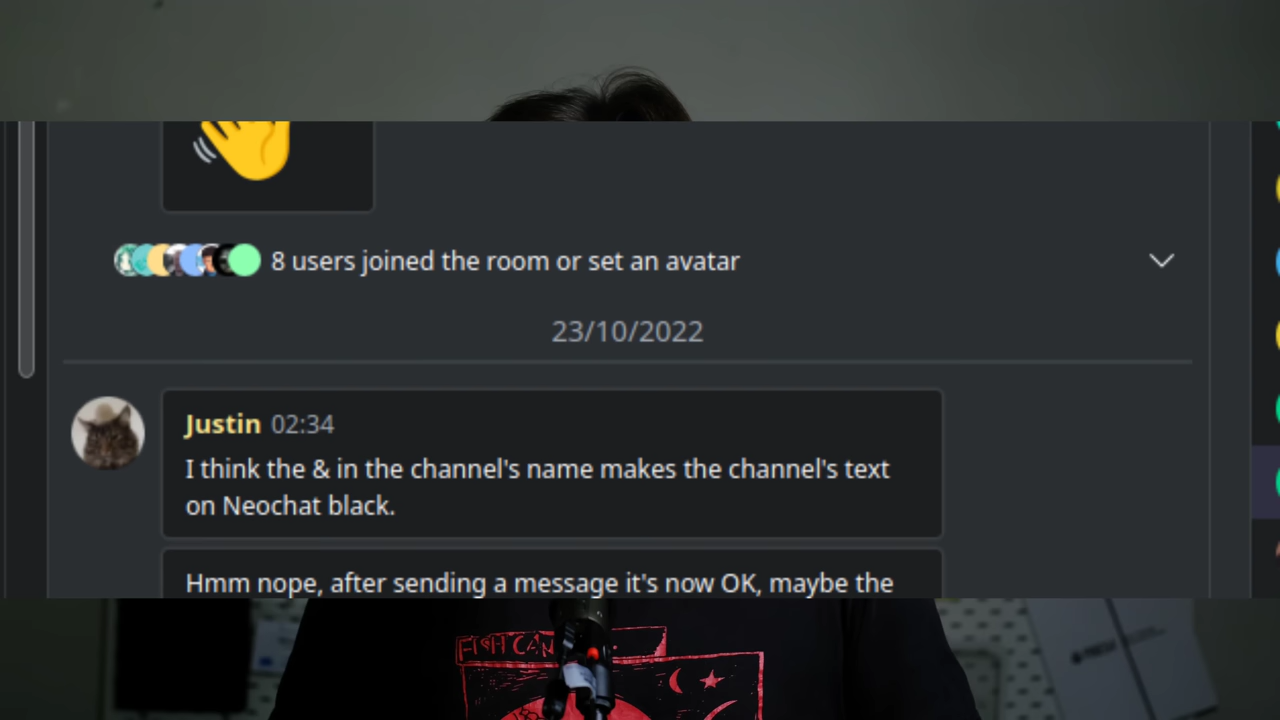 8 users joined the room or set an avatar
23/10/2022
Justin 02:34
I think the & in the channel's name makes the channel's text
on Neochat black.
Hmm nope, after sending a message it's now OK, maybe the